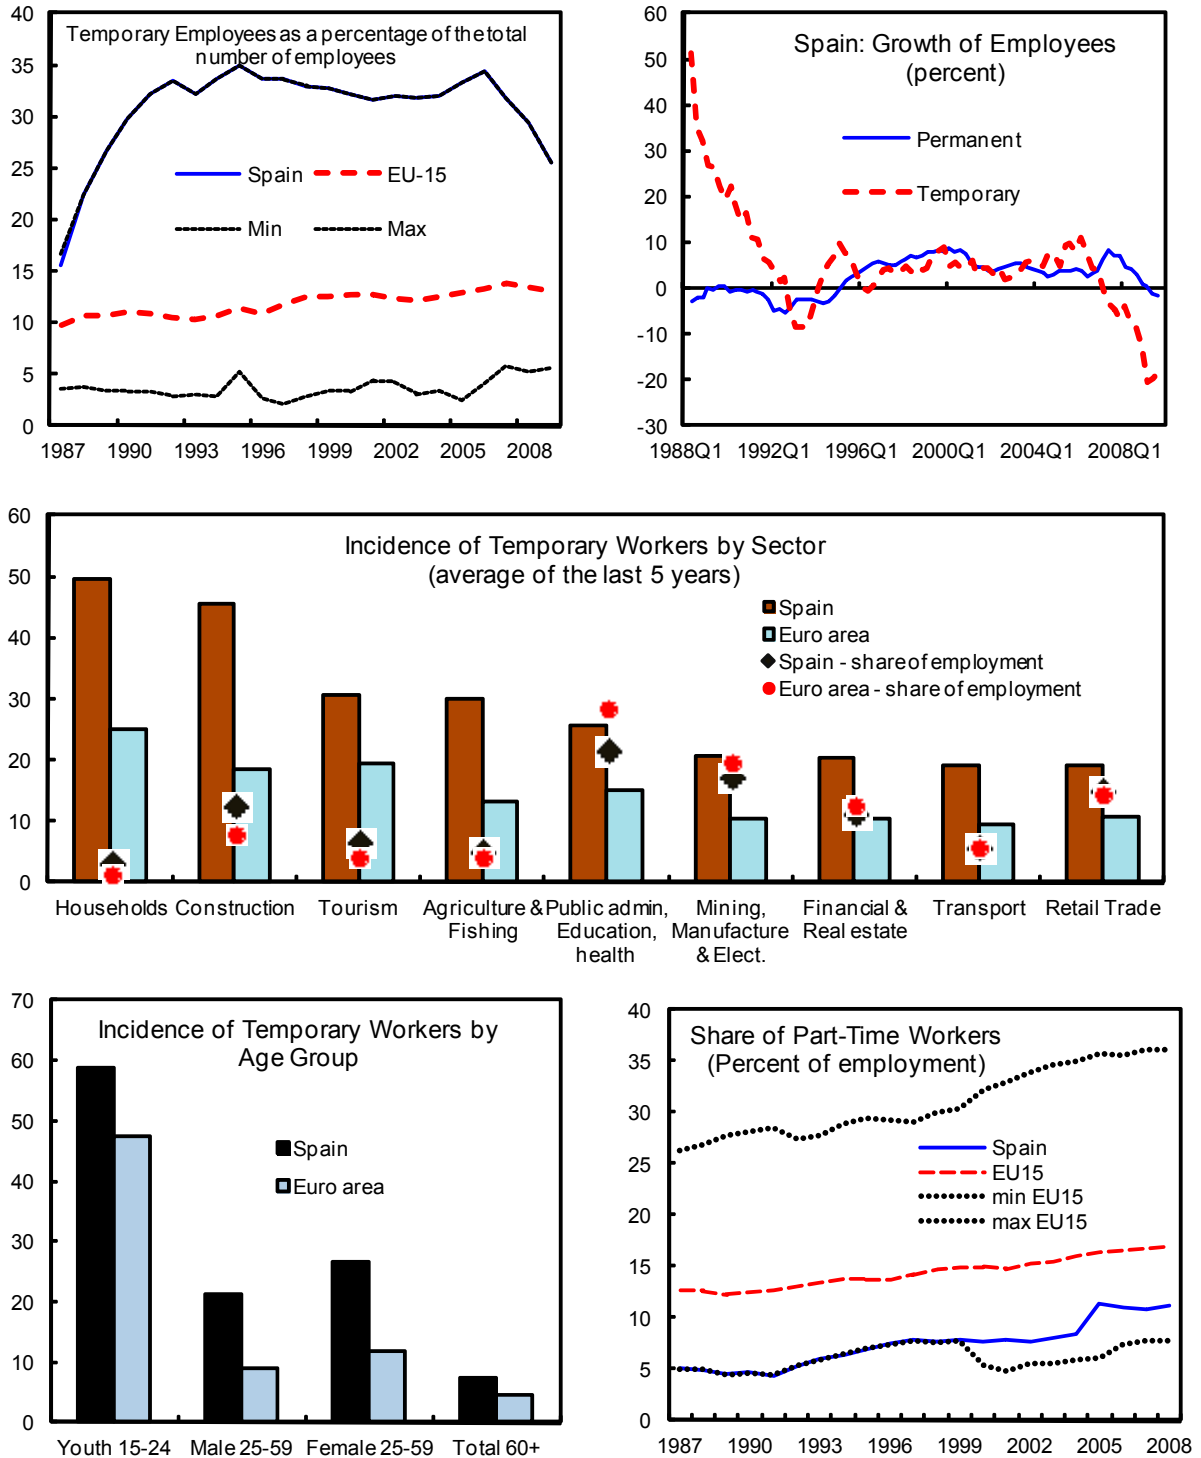 Temporary Employees as a percentage of the total
number of employees
40
35
30
25
20
15
10
5
0
Spain
EU-15
Min
Max
1987 1990 1993 1996 1999 2002 2005 2008
Spain: Growth of Employees
(percent)
60
50
40
30
20
10
0
-10
-20
-30
Permanent
Temporary
1988Q1 1992Q1 1996Q1 2000Q1 2004Q1 2008Q1
Incidence of Temporary Workers by Sector
(average of the last 5 years)
60
50
40
30
20
10
0
Spain
Euro area
Spain - share of employment
Euro area - share of employment
Households
Construction
Tourism
Agriculture &
Fishing
Public admin,
Education,
health
Mining,
Manufacture
& Elect.
Financial &
Real estate
Transport
Retail Trade
Incidence of Temporary Workers by
Age Group
70
60
50
40
30
20
10
0
Spain
Euro area
Youth 15-24 Male 25-59 Female 25-59 Total 60+
Share of Part-Time Workers
(Percent of employment)
40
35
30
25
20
15
10
5
0
Spain
EU15
min EU15
max EU15
1987 1990 1993 1996 1999 2002 2005 2008